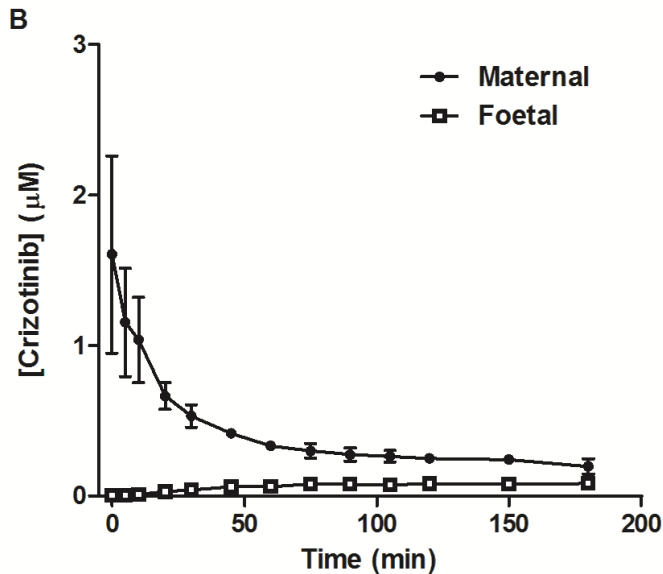 B
3
2
1
0
[Crizotinib] (μM)
Maternal
Foetal
0
50
100
150
200
Time (min)